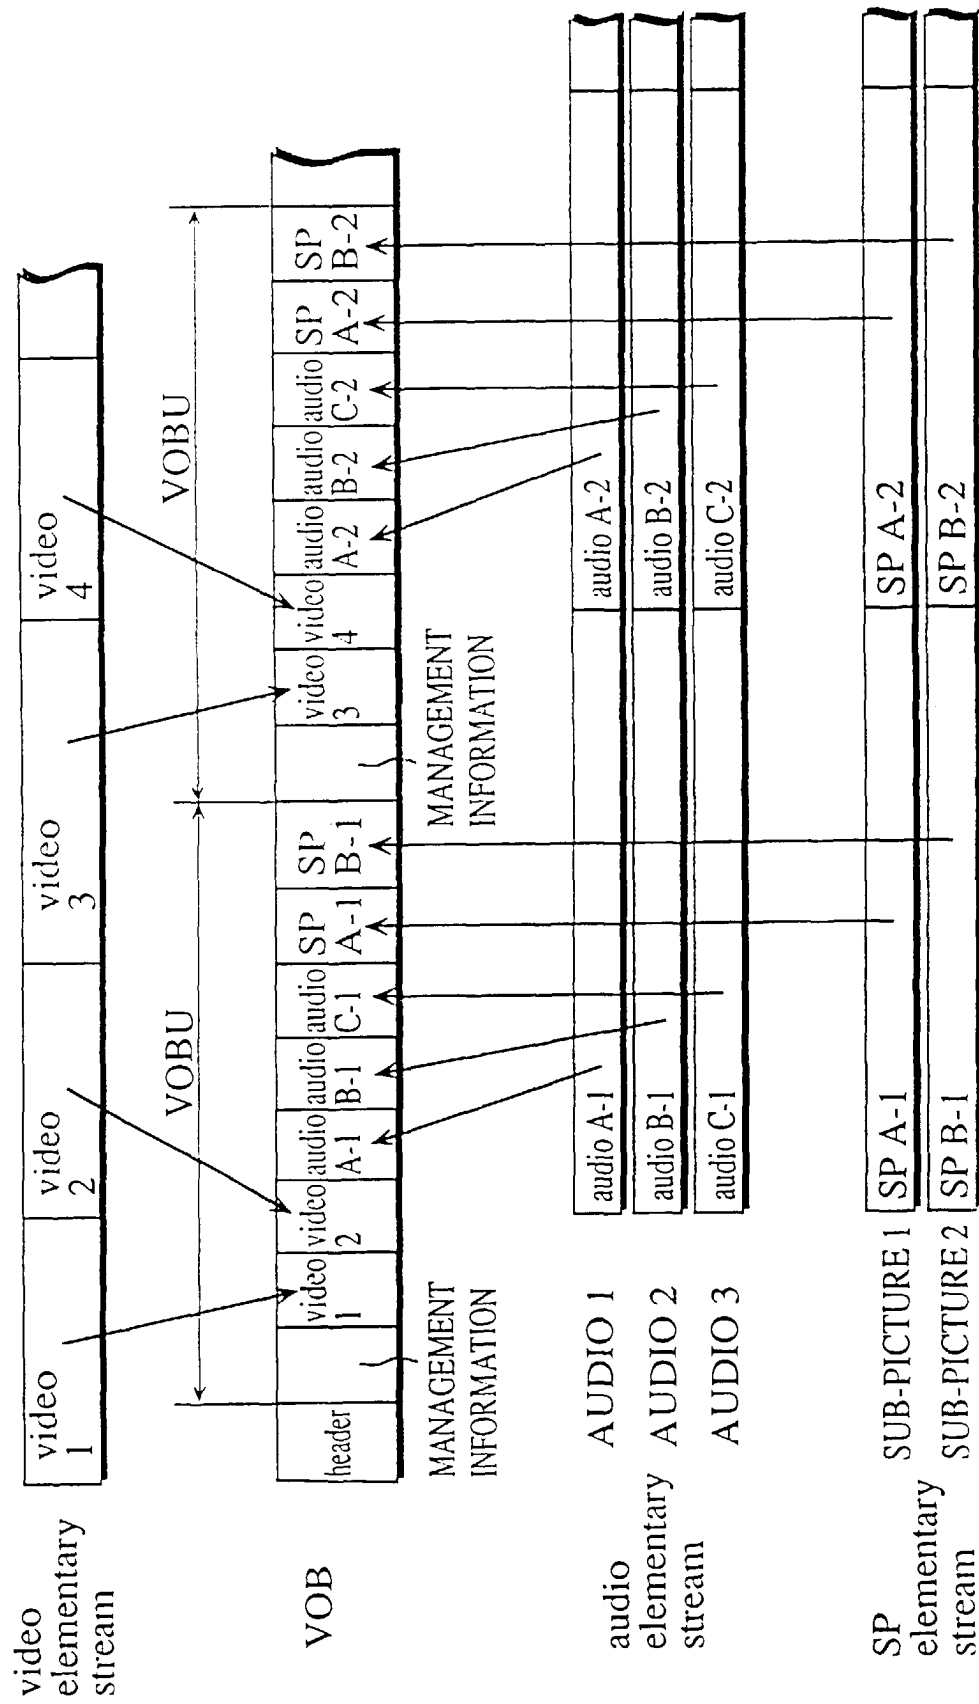 video
elementary
stream
video
1
video
2
video
3
video
4
VOBU
VOBU
VOB
header
video
1
video
2
audio
A-1
audio
B-1
audio
C-1
SP
A-1
SP
B-1
video
3
video
4
audio
A-2
audio
B-2
audio
C-2
SP
A-2
SP
B-2
MANAGEMENT
INFORMATION
MANAGEMENT
INFORMATION
audio
elementary
stream
AUDIO 1
audio A-1
audio A-2
AUDIO 2
audio B-1
audio B-2
AUDIO 3
audio C-1
audio C-2
SP
elementary
stream
SUB-PICTURE 1
SP A-1
SP A-2
SUB-PICTURE 2
SP B-1
SP B-2